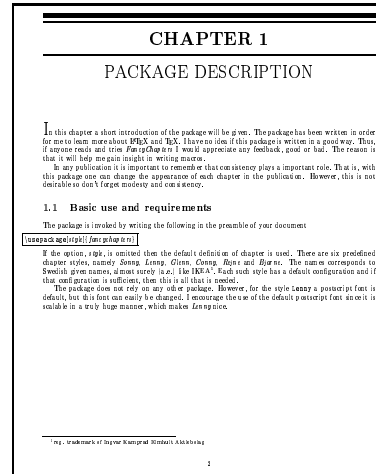 CHAPTER 1
PACKAGE DESCRIPTION
In this chapter a short introduction of the package will be given. The package has been written in order
for me to learn more about LATEX and TEX. I have no idea if this package is written in a good way. Thus,
if anyone reads and tries FancyChapters I would appreciate any feedback, good or bad. The reason is
that it will help me gain insight in writing macros.
In any publication it is important to remember that consistency plays a important role. That is, with
this package one can change the appearance of each chapter in the publication. However, this is not
desirable so don't forget modesty and consistency.
1.1 Basic use and requirements
The package is invoked by writing the following in the preamble of your document
\usepackage[style]{fancychapters}
If the option, style, is omitted then the default definition of chapter is used. There are six predefined
chapter styles, namely Sonny, Lenny, Glenn, Conny, Rejne and Bjarne. The names corresponds to
Swedish given names, almost surely (a.e.) like IKEA1. Each such style has a default configuration and if
that configuration is sufficient, then this is all that is needed.
The package does not rely on any other package. However, for the style Lenny a postscript font is
default, but this font can easily be changed. I encourage the use of the default postscript font since it is
scalable in a truly huge manner, which makes Lenny nice.
1reg. trademark of Ingvar Kamprad Elmhult Aktiebolag
2